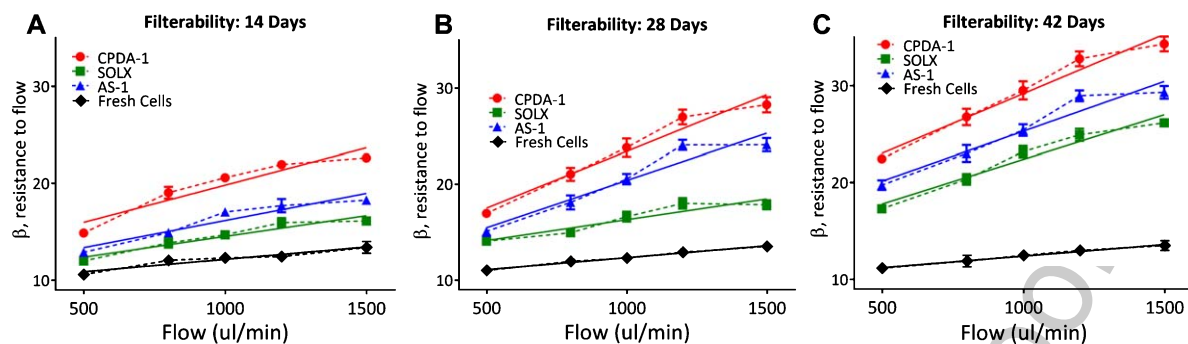 A
Filterability: 14 Days
CPDA-1
SOLX
AS-1
Fresh Cells
β, resistance to flow
30
20
10
500
1000
1500
Flow (ul/min)
B
Filterability: 28 Days
CPDA-1
SOLX
AS-1
Fresh Cells
β, resistance to flow
30
20
10
500
1000
1500
Flow (ul/min)
C
Filterability: 42 Days
CPDA-1
SOLX
AS-1
Fresh Cells
β, resistance to flow
30
20
10
500
1000
1500
Flow (ul/min)